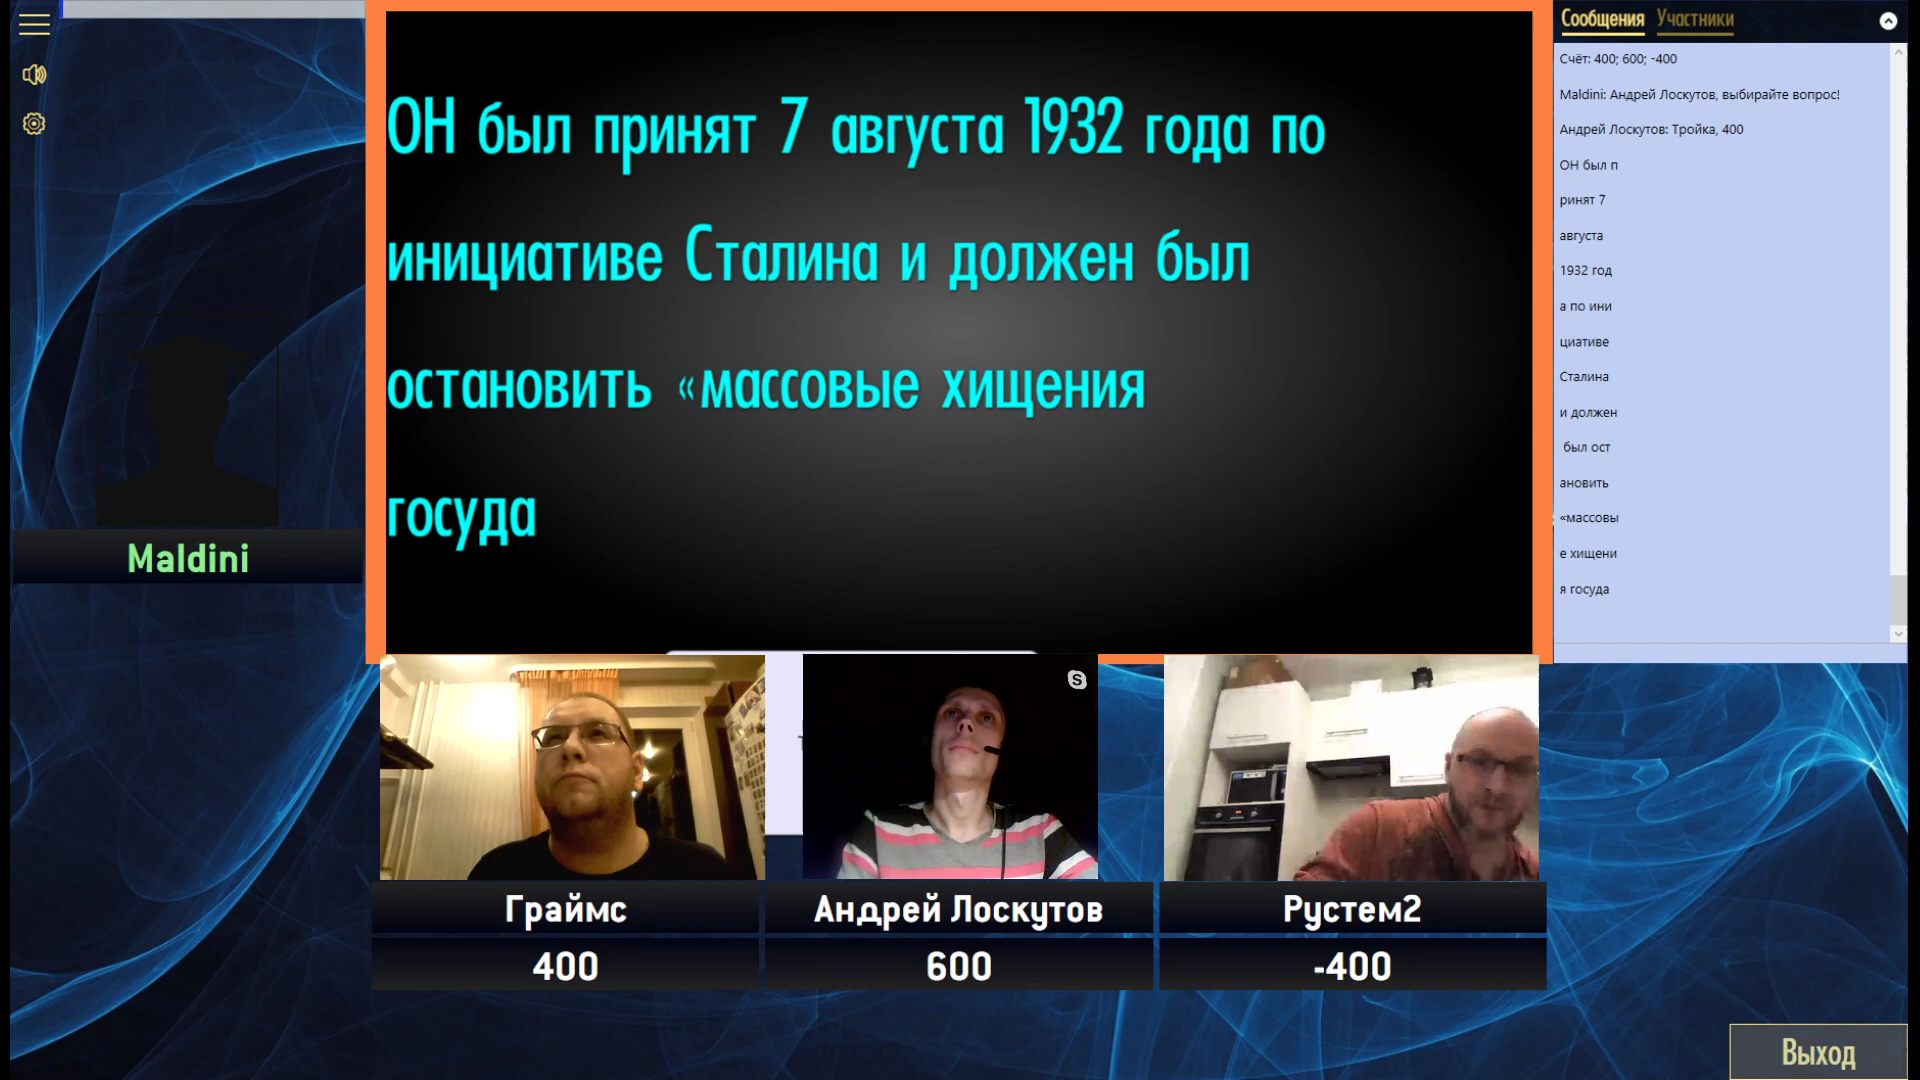 ОН был принят 7 августа 1932 года по
инициативе Сталина и должен был
остановить «массовые хищения
госуда
Maldini
Граймс
400
Андрей Лоскутов
600
Рустем2
-400
Сообщения Участники
Счёт: 400; 600; -400
Maldini: Андрей Лоскутов, выбирайте вопрос!
Андрей Лоскутов: Тройка, 400
ОН был п
ринят 7
августа
1932 год
а по ини
циативе
Сталина
и должен
был ост
ановить
«массовы
е хищени
я госуда
Выход